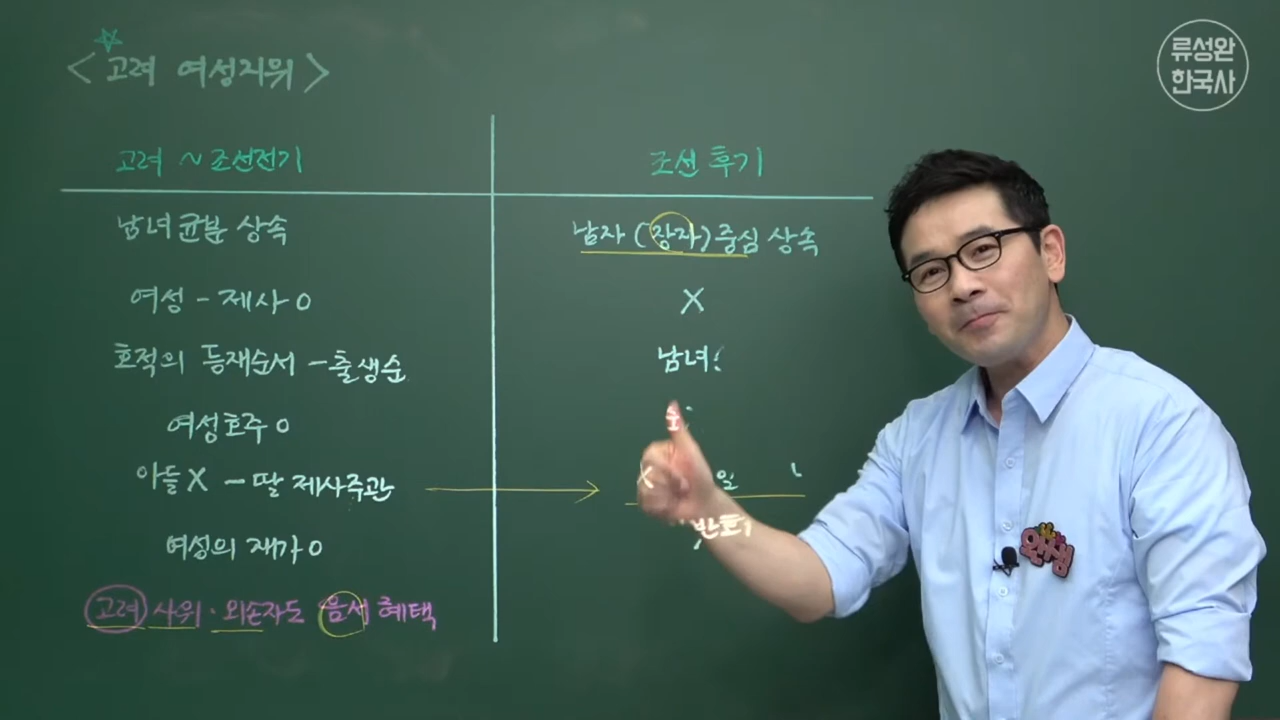 <고려 여성지위>
고려 ~ 조선전기
조선 후기
남녀균분 상속
남자 (장자) 중심 상속
여성 - 제사 O
X
호적의 등재순서 - 출생순
남녀
여성호주 O
아들 X - 딸 제사주관
여성의 재가 O
고려 사위 · 외손자도 음서 혜택
류성완
한국사
완쌤